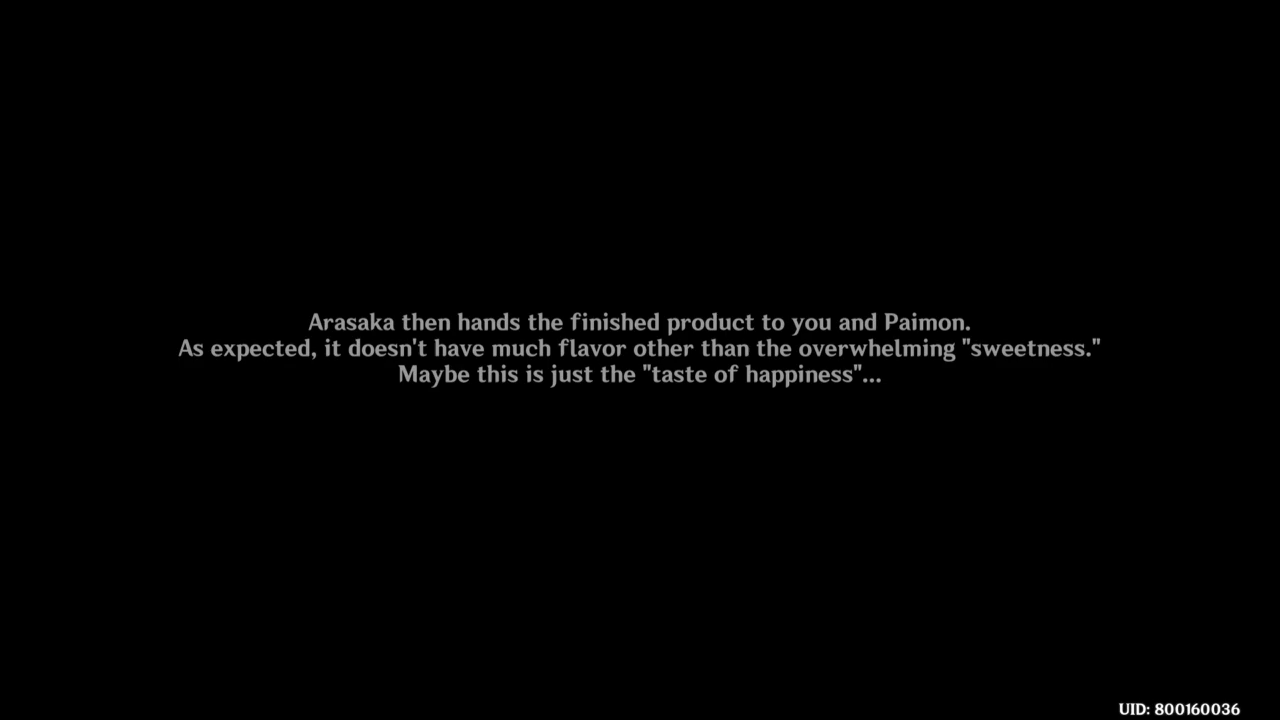 Arasaka then hands the finished product to you and Paimon.
As expected, it doesn't have much flavor other than the overwhelming "sweetness."
Maybe this is just the "taste of happiness"...
UID: 800160036